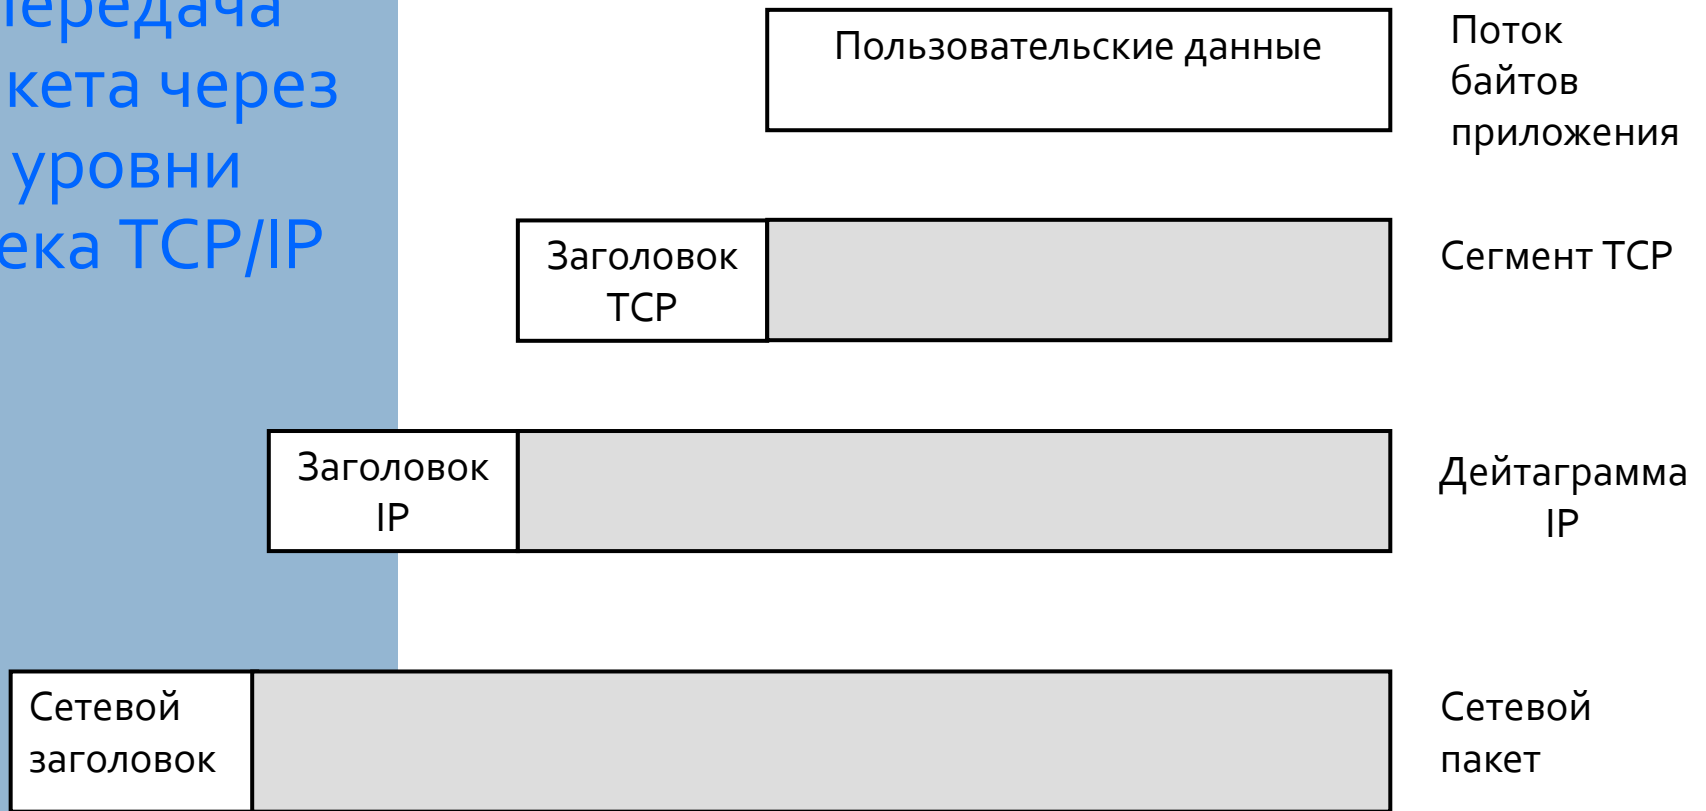 Передача
кета через
уровни
ека TCP/IP
Пользовательские данные
Поток
байтов
приложения
Заголовок
TCP
Сегмент TCP
Заголовок
IP
Дейтаграмма
IP
Сетевой
заголовок
Сетевой
пакет